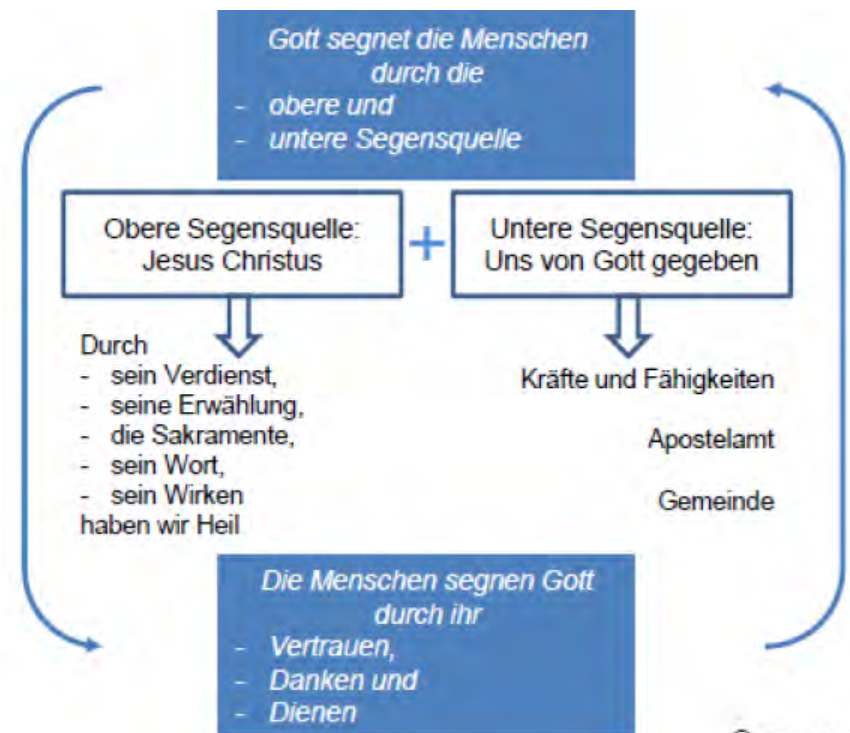 Gott segnet die Menschen
durch die
- obere und
- untere Segensquelle
Obere Segensquelle:
Jesus Christus
+
Untere Segensquelle:
Uns von Gott gegeben
Durch
- sein Verdienst,
- seine Erwählung,
- die Sakramente,
- sein Wort,
- sein Wirken
haben wir Heil
Kräfte und Fähigkeiten
Apostelamt
Gemeinde
Die Menschen segnen Gott
durch ihr
- Vertrauen,
- Danken und
- Dienen